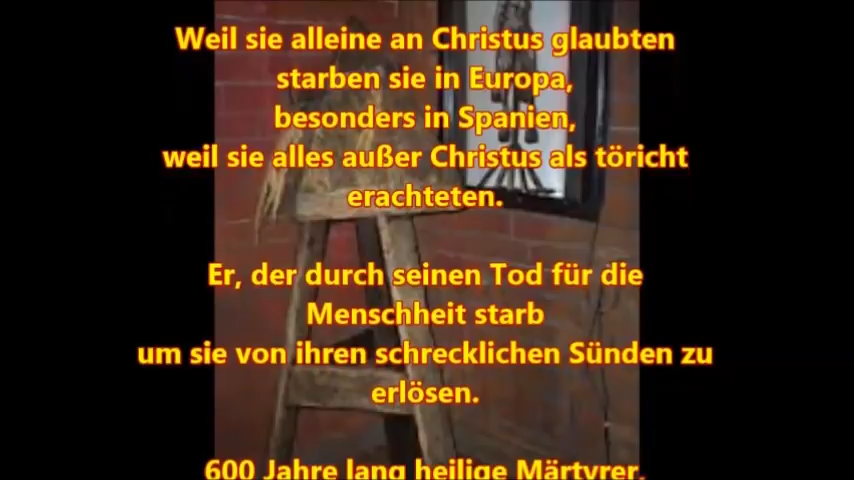 Weil sie alleine an Christus glaubten
starben sie in Europa,
besonders in Spanien,
weil sie alles außer Christus als töricht
erachteten.
Er, der durch seinen Tod für die
Menschheit starb
um sie von ihren schrecklichen Sünden zu
erlösen.
600 Jahre lang heilige Märtyrer,